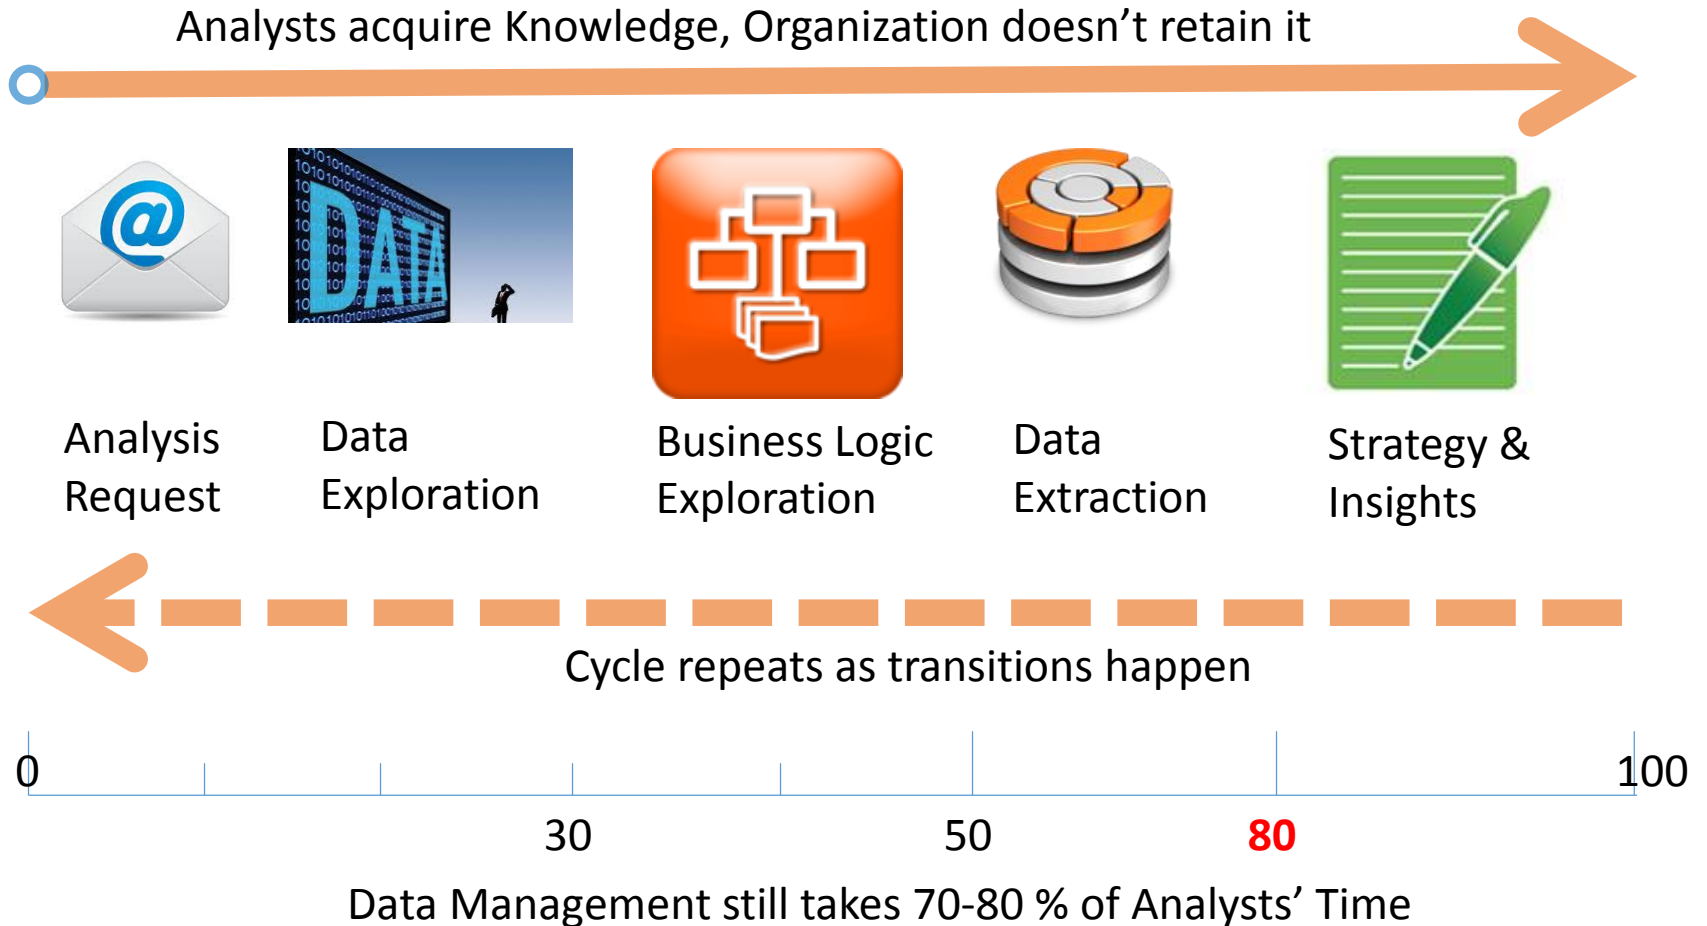 Analysts acquire Knowledge, Organization doesn’t retain it
@
DATA
Analysis
Request
Data
Exploration
Business Logic
Exploration
Data
Extraction
Strategy &
Insights
Cycle repeats as transitions happen
0
100
30
50
80
Data Management still takes 70-80 % of Analysts’ Time